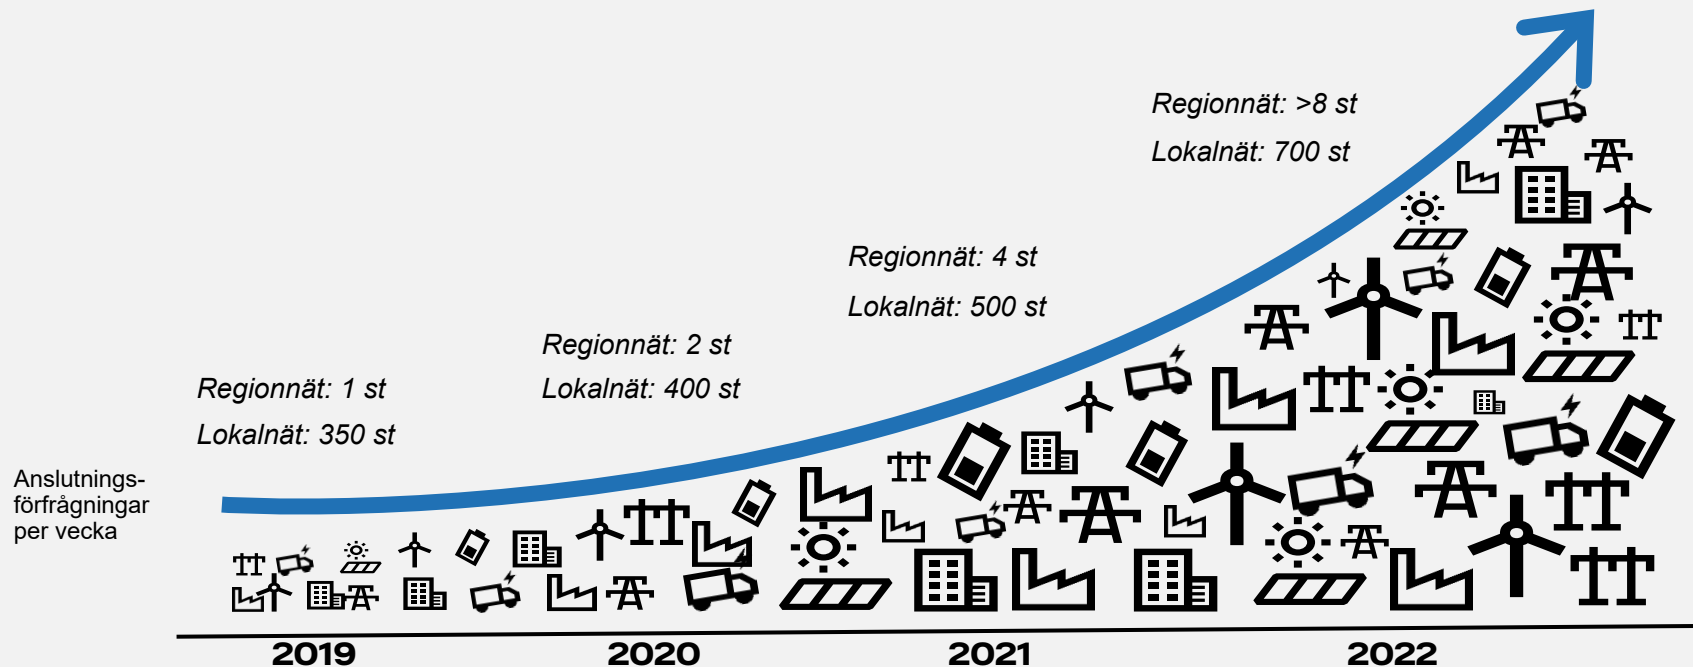 Regionnät: >8 st
Lokalnät: 700 st
Regionnät: 4 st
Lokalnät: 500 st
Regionnät: 2 st
Lokalnät: 400 st
Regionnät: 1 st
Lokalnät: 350 st
Anslutnings-
förfrågningar
per vecka
2019 2020 2021 2022